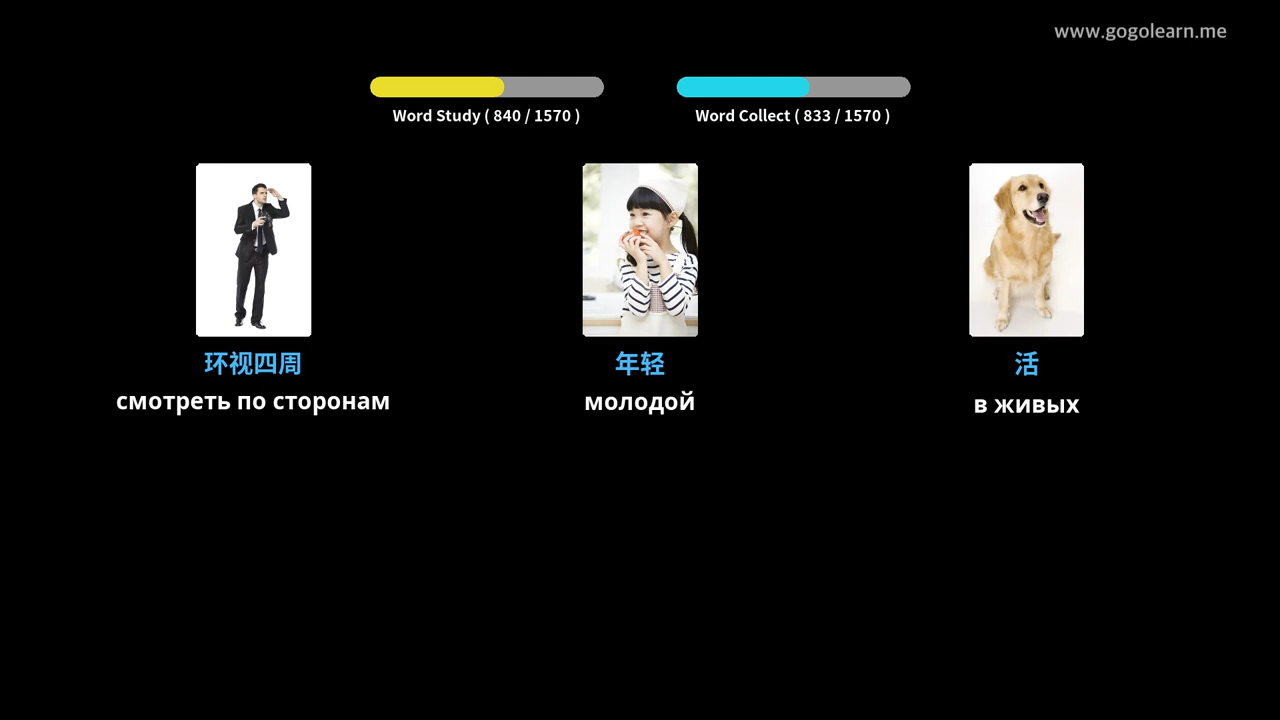 www.gogolearn.me
Word Study ( 840 / 1570 )
Word Collect ( 833 / 1570 )
环视四周
年轻
活
смотреть по сторонам
молодой
в живых